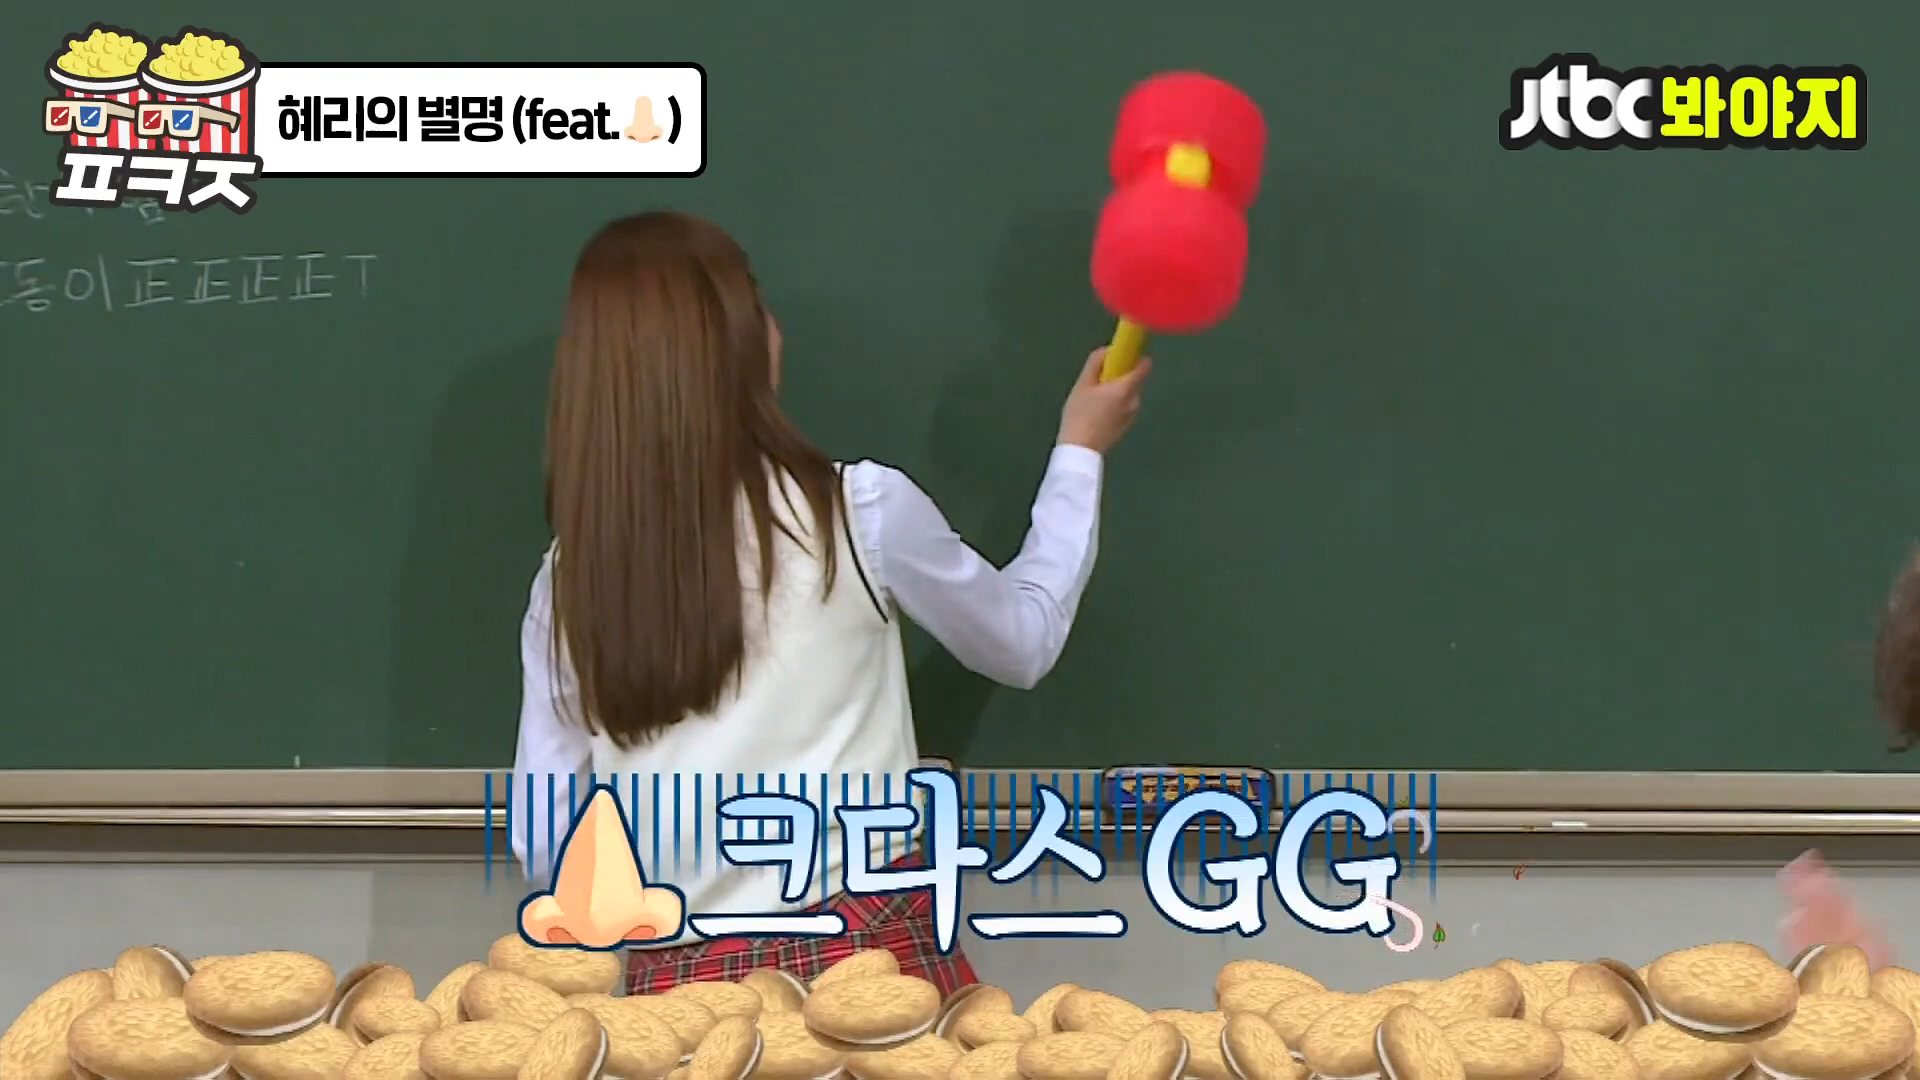 혜리의 별명 (feat.👃)
jtbc 봐야지
프크주
동이 正正正正T
크다스 GG